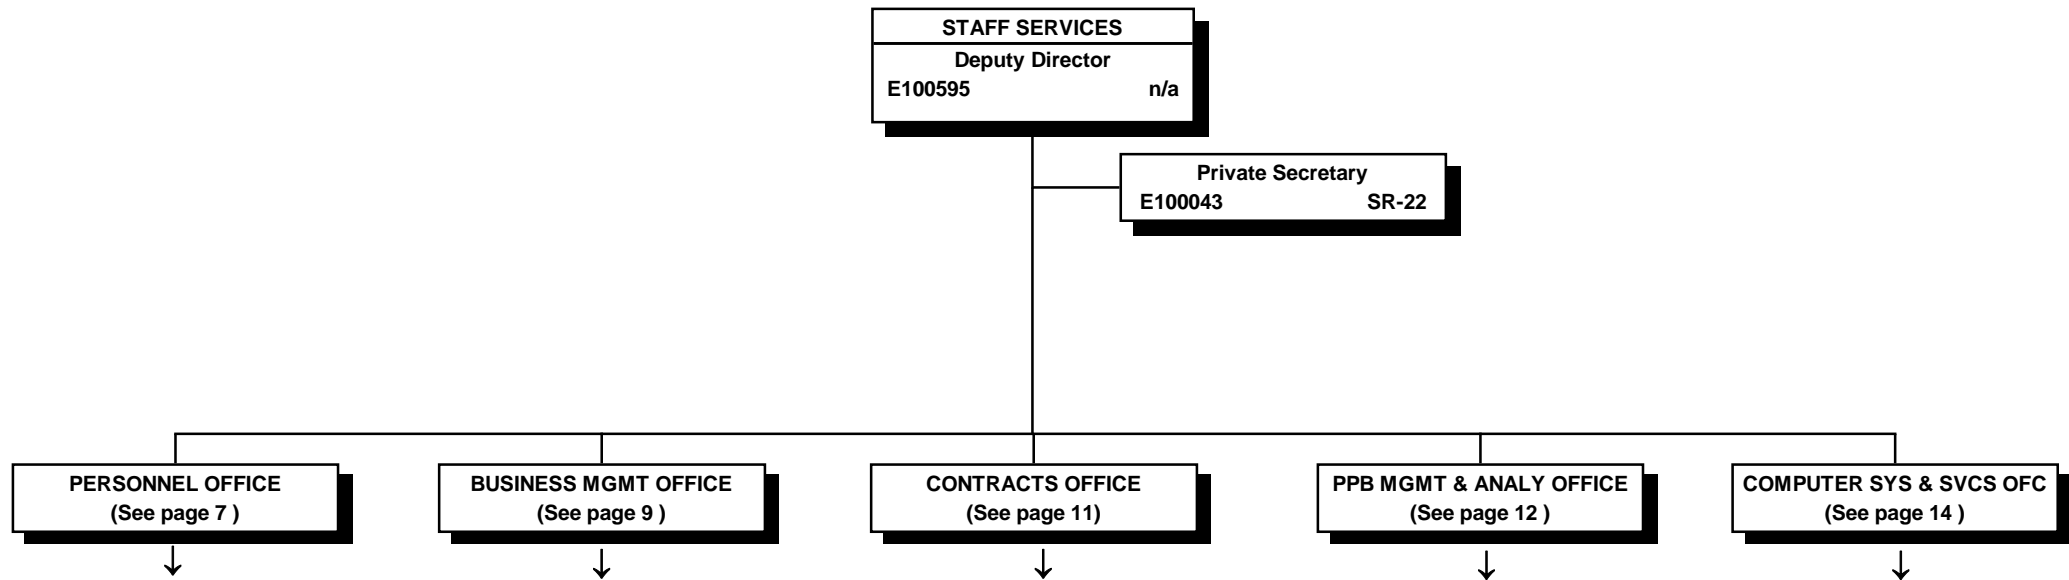 STAFF SERVICES
Deputy Director
E100595 n/a
Private Secretary
E100043 SR-22
PERSONNEL OFFICE
(See page 7 )
BUSINESS MGMT OFFICE
(See page 9 )
CONTRACTS OFFICE
(See page 11)
PPB MGMT & ANALY OFFICE
(See page 12 )
COMPUTER SYS & SVCS OFC
(See page 14 )